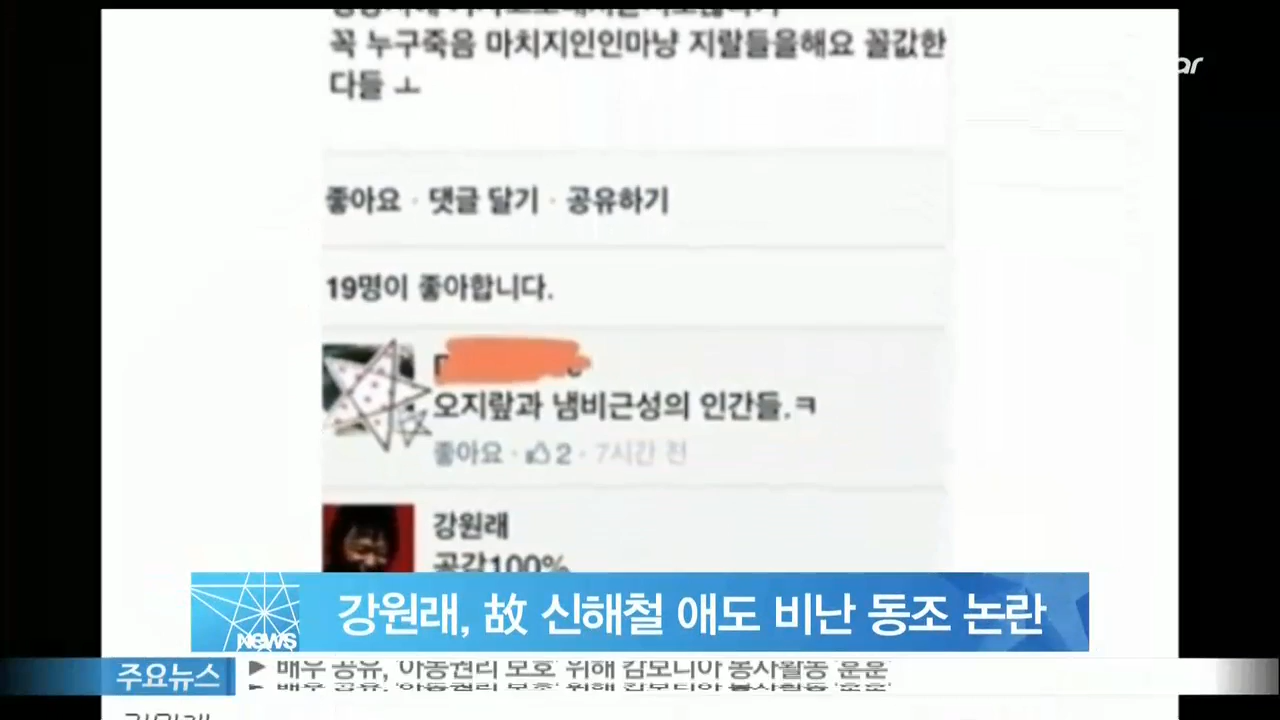 꼭 누구죽음 마치지인인마냥 지랄들을해요 꼴값한
다들 ㅗ
좋아요 · 댓글 달기 · 공유하기
19명이 좋아합니다.
오지랖과 냄비근성의 인간들.ㅋ
좋아요 · 2 · 7시간 전
강원래
공감100%
NEWS
강원래, 故 신해철 애도 비난 동조 논란
주요뉴스
▶ 배우 공유, '아동권리 보호' 위해 캄보디아 봉사활동 '훈훈'